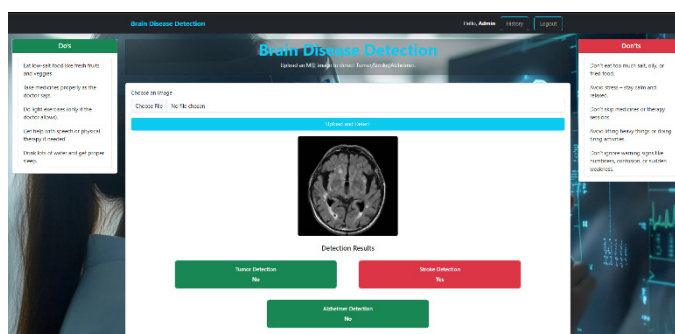 Brain Disease Detection
Hello, Admin
History
Logout
Do's
Eat low-salt food like fresh fruits
and veggies.
Take medicines properly as the
doctor says.
Do light exercises (only if the
doctor allows).
Get help with speech or physical
therapy if needed.
Drink lots of water and get proper
sleep.
Brain Disease Detection
Upload an MRI image to detect Tumor/Stroke/Alzheimer.
Choose an Image
Choose File No file chosen
Upload and Detect
Detection Results
Tumor Detection
No
Stroke Detection
Yes
Alzheimer Detection
No
Don'ts
Don't eat too much salt, oily, or
fried food.
Avoid stress – stay calm and
relaxed.
Don't skip medicines or therapy
sessions.
Avoid lifting heavy things or doing
tiring activities.
Don't ignore warning signs like
numbness, confusion, or sudden
weakness.